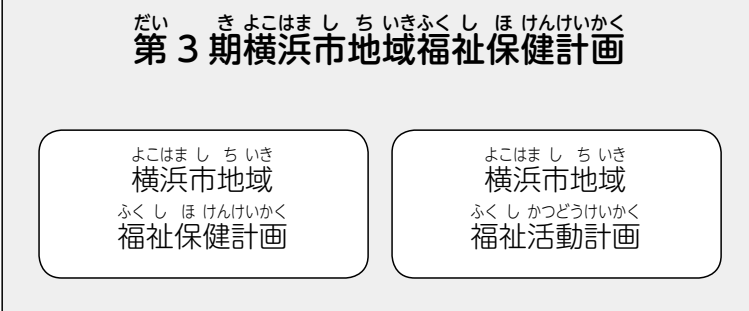 だい き よこはま し ち いきふく し ほ けんけいかく
第３期横浜市地域福祉保健計画
よこはま し ち いき
横浜市地域
ふく し ほ けんけいかく
福祉保健計画
よこはま し ち いき
横浜市地域
ふく し かつどうけいかく
福祉活動計画